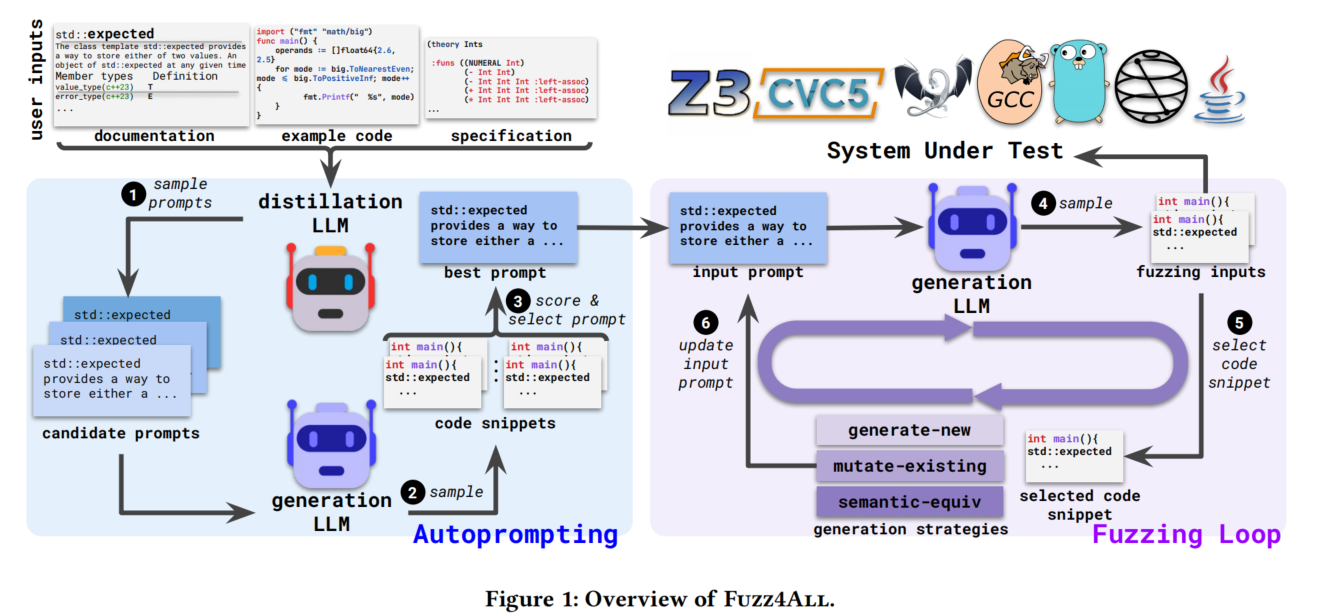 user inputs
std::expected
The class template std::expected provides
a way to store either of two values. An
object of std::expected at any given time
Member types Definition
value_type(c++23) T
error_type(c++23) E
...
documentation
import ("fmt" "math/big")
func main() {
operands := []float64{2.6,
2.5}
for mode := big.ToNearestEven;
mode ⩽ big.ToPositiveInf; mode++
{
fmt.Printf(" %s", mode)
}
}
example code
(theory Ints
:funs ((NUMERAL Int)
(- Int Int)
(- Int Int Int :left-assoc)
(+ Int Int Int :left-assoc)
(* Int Int Int :left-assoc)
...
specification
Z3
CVC5
GCC
System Under Test
1 sample
prompts
distillation
LLM
std::expected
std::expected
std::expected
provides a way to
store either a ...
candidate prompts
generation
LLM
2 sample
int main(){
int main(){
std::expected
...
:
int main(){
int main(){
std::expected
...
code snippets
3 score &
select prompt
std::expected
provides a way to
store either a ...
best prompt
Autoprompting
std::expected
provides a way to
store either a ...
input prompt
generation
LLM
4 sample
int main(){
int main(){
std::expected
...
fuzzing inputs
5
select
code
snippet
int main(){
std::expected
...
selected code
snippet
6
update
input
prompt
generate-new
mutate-existing
semantic-equiv
generation strategies
Fuzzing Loop
Figure 1: Overview of Fuzz4All.